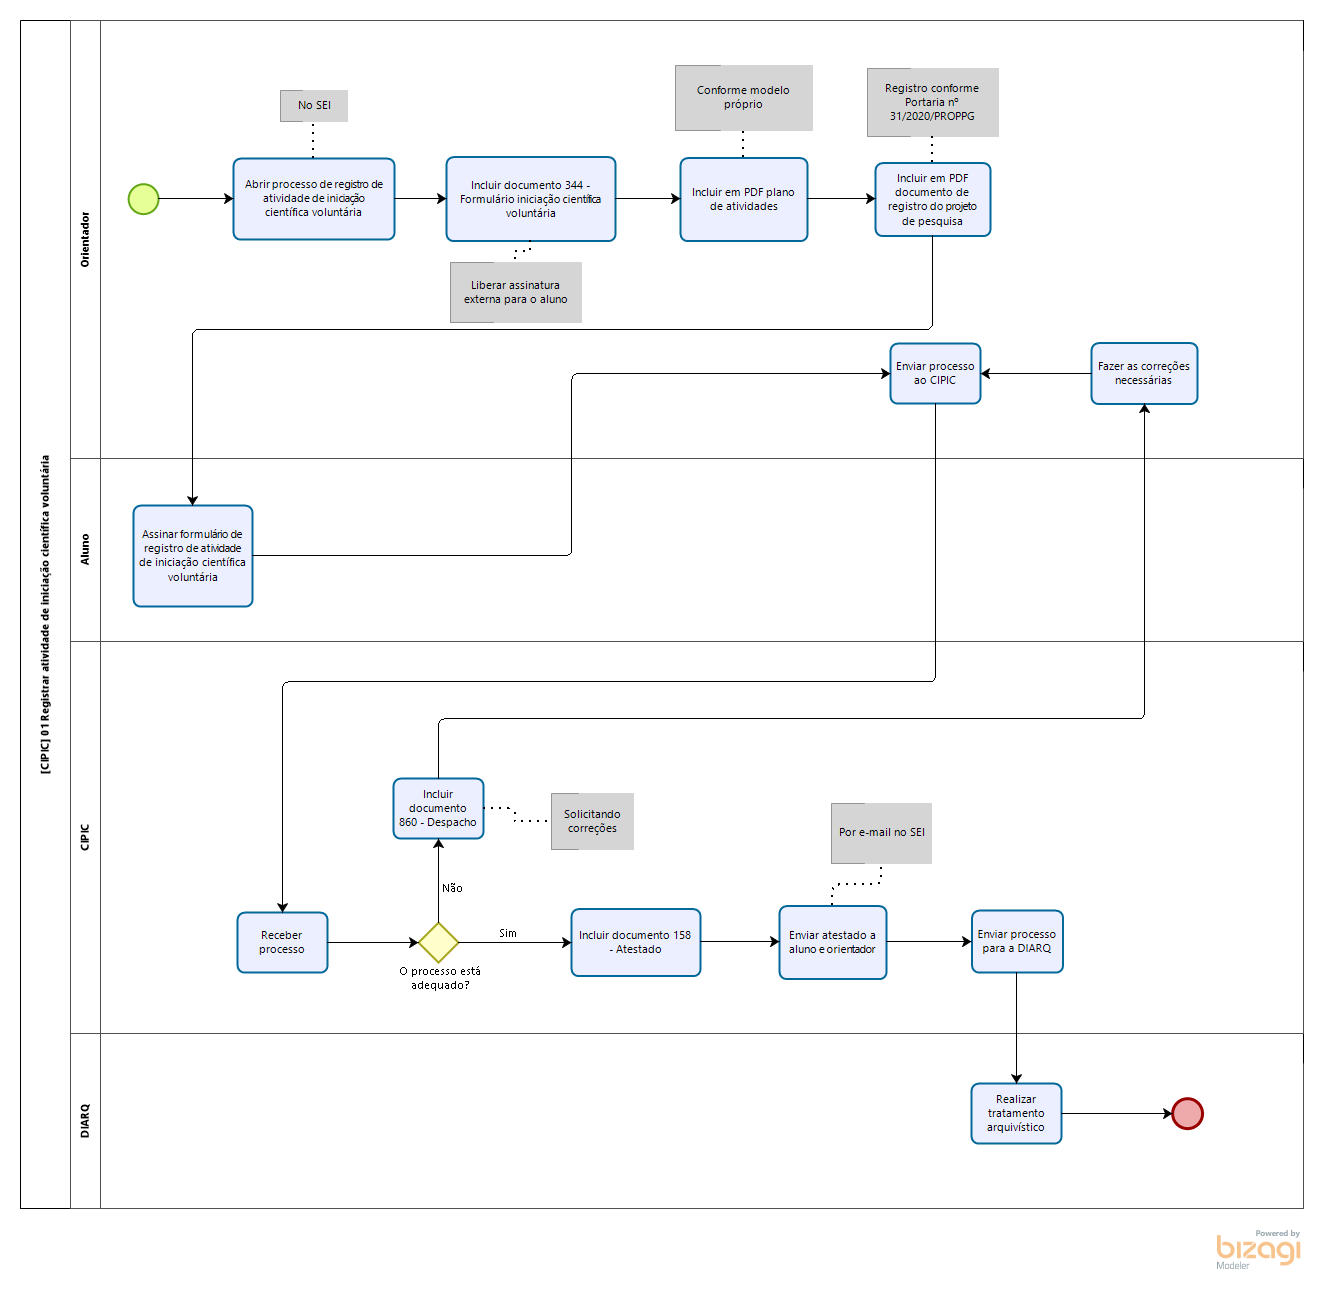 [CIPIC] 01 Registrar atividade de iniciação científica voluntária
Orientador
No SEI
Conforme modelo
próprio
Registro conforme
Portaria nº
31/2020/PROPPG
Abrir processo de registro de
atividade de iniciação
científica voluntária
Incluir documento 344 -
Formulário iniciação científica
voluntária
Incluir em PDF plano
de atividades
Incluir em PDF
documento de
registro do projeto
de pesquisa
Liberar assinatura
externa para o aluno
Enviar processo
ao CIPIC
Fazer as correções
necessárias
Aluno
Assinar formulário de
registro de atividade
de iniciação científica
voluntária
CIPIC
Incluir
documento
860 - Despacho
Solicitando
correções
Por e-mail no SEI
Não
Receber
processo
O processo está
adequado?
Sim
Incluir documento 158
- Atestado
Enviar atestado a
aluno e orientador
Enviar processo
para a DIARQ
DIARQ
Realizar
tratamento
arquivístico
Powered by
bizagi
Modeler